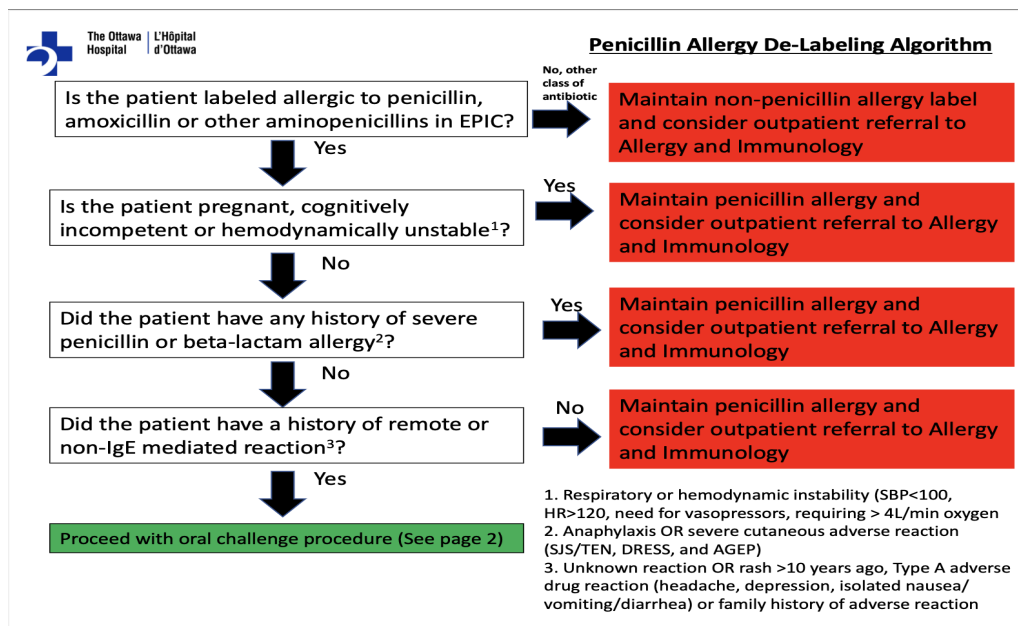 The Ottawa Hospital
L'Hôpital d'Ottawa
Penicillin Allergy De-Labeling Algorithm
Is the patient labeled allergic to penicillin,
amoxicillin or other aminopenicillins in EPIC?
No, other
class of
antibiotic
Maintain non-penicillin allergy label
and consider outpatient referral to
Allergy and Immunology
Yes
Is the patient pregnant, cognitively
incompetent or hemodynamically unstable1?
Yes
Maintain penicillin allergy and
consider outpatient referral to Allergy
and Immunology
No
Did the patient have any history of severe
penicillin or beta-lactam allergy2?
Yes
Maintain penicillin allergy and
consider outpatient referral to Allergy
and Immunology
No
Did the patient have a history of remote or
non-IgE mediated reaction3?
No
Maintain penicillin allergy and
consider outpatient referral to Allergy
and Immunology
Yes
Proceed with oral challenge procedure (See page 2)
1. Respiratory or hemodynamic instability (SBP<100,
HR>120, need for vasopressors, requiring > 4L/min oxygen
2. Anaphylaxis OR severe cutaneous adverse reaction
(SJS/TEN, DRESS, and AGEP)
3. Unknown reaction OR rash >10 years ago, Type A adverse
drug reaction (headache, depression, isolated nausea/
vomiting/diarrhea) or family history of adverse reaction